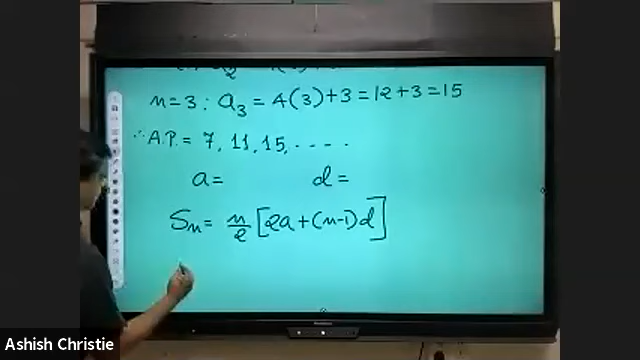 n=3 : a₃ = 4(3)+3 = 12+3 = 15
∴ A.P. = 7, 11, 15, - - - -
a= d=
Sₙ = n/2 [2a+(n-1)d]
Ashish Christie